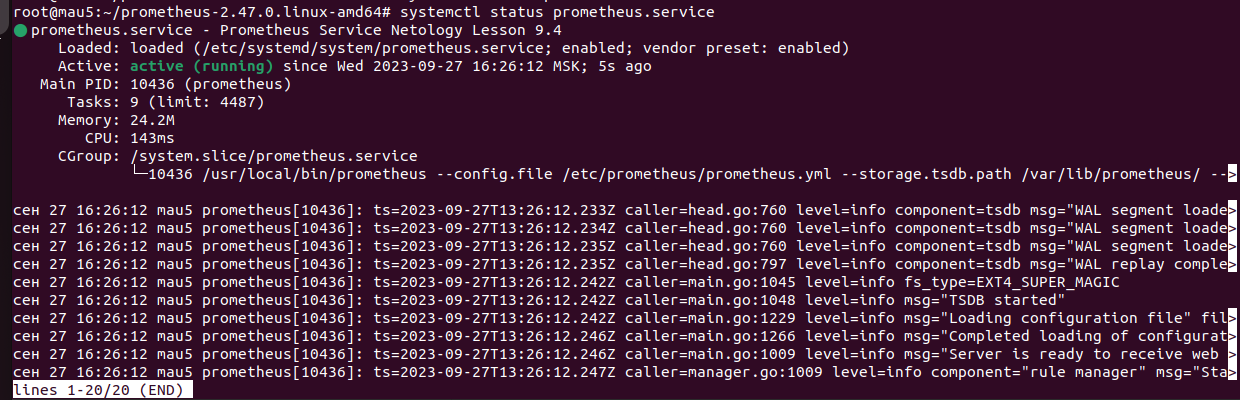 root@mau5:~/prometheus-2.47.0.linux-amd64# systemctl status prometheus.service
● prometheus.service - Prometheus Service Netology Lesson 9.4
Loaded: loaded (/etc/systemd/system/prometheus.service; enabled; vendor preset: enabled)
Active: active (running) since Wed 2023-09-27 16:26:12 MSK; 5s ago
Main PID: 10436 (prometheus)
Tasks: 9 (limit: 4487)
Memory: 24.2M
CPU: 143ms
CGroup: /system.slice/prometheus.service
└─10436 /usr/local/bin/prometheus --config.file /etc/prometheus/prometheus.yml --storage.tsdb.path /var/lib/prometheus/ -->
сен 27 16:26:12 mau5 prometheus[10436]: ts=2023-09-27T13:26:12.233Z caller=head.go:760 level=info component=tsdb msg="WAL segment loade>
сен 27 16:26:12 mau5 prometheus[10436]: ts=2023-09-27T13:26:12.234Z caller=head.go:760 level=info component=tsdb msg="WAL segment loade>
сен 27 16:26:12 mau5 prometheus[10436]: ts=2023-09-27T13:26:12.235Z caller=head.go:760 level=info component=tsdb msg="WAL segment loade>
сен 27 16:26:12 mau5 prometheus[10436]: ts=2023-09-27T13:26:12.235Z caller=head.go:797 level=info component=tsdb msg="WAL replay comple>
сен 27 16:26:12 mau5 prometheus[10436]: ts=2023-09-27T13:26:12.242Z caller=main.go:1045 level=info fs_type=EXT4_SUPER_MAGIC
сен 27 16:26:12 mau5 prometheus[10436]: ts=2023-09-27T13:26:12.242Z caller=main.go:1048 level=info msg="TSDB started"
сен 27 16:26:12 mau5 prometheus[10436]: ts=2023-09-27T13:26:12.242Z caller=main.go:1229 level=info msg="Loading configuration file" fil>
сен 27 16:26:12 mau5 prometheus[10436]: ts=2023-09-27T13:26:12.246Z caller=main.go:1266 level=info msg="Completed loading of configurat>
сен 27 16:26:12 mau5 prometheus[10436]: ts=2023-09-27T13:26:12.246Z caller=main.go:1009 level=info msg="Server is ready to receive web >
сен 27 16:26:12 mau5 prometheus[10436]: ts=2023-09-27T13:26:12.247Z caller=manager.go:1009 level=info component="rule manager" msg="Sta>
lines 1-20/20 (END)